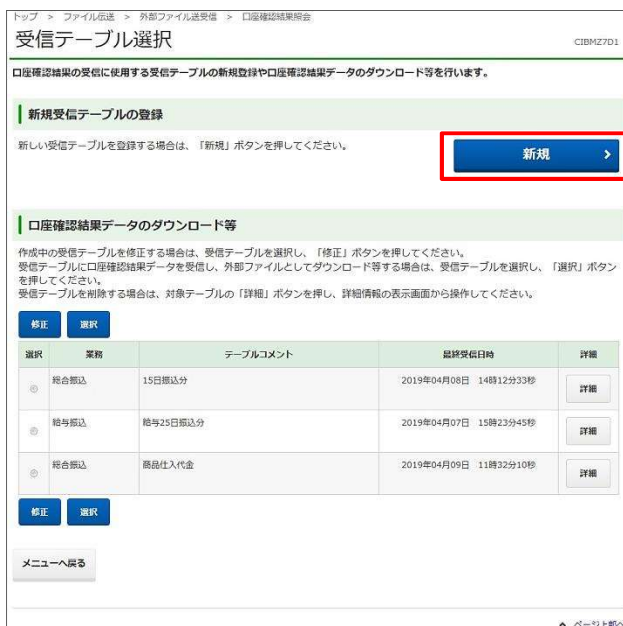 トップ > ファイル伝送 > 外部ファイル送受信 > 口座確認結果照会
受信テーブル選択
CIBMZ7D1
口座確認結果の受信に使用する受信テーブルの新規登録や口座確認結果データのダウンロード等を行います。
新規受信テーブルの登録
新しい受信テーブルを登録する場合は、「新規」ボタンを押してください。
新規
口座確認結果データのダウンロード等
作成中の受信テーブルを修正する場合は、受信テーブルを選択し、「修正」ボタンを押してください。
受信テーブルに口座確認結果データを受信し、外部ファイルとしてダウンロード等する場合は、受信テーブルを選択し、「選択」ボタン
を押してください。
受信テーブルを削除する場合は、対象テーブルの「詳細」ボタンを押し、詳細情報の表示画面から操作してください。
修正 選択
選択 業務 テーブルコメント 最終受信日時 詳細
総合振込 15日振込分 2019年04月08日 14時12分33秒 詳細
給与振込 給与25日振込分 2019年04月07日 15時23分45秒 詳細
総合振込 商品仕入代金 2019年04月09日 11時32分10秒 詳細
修正 選択
メニューへ戻る
ページ上部へ